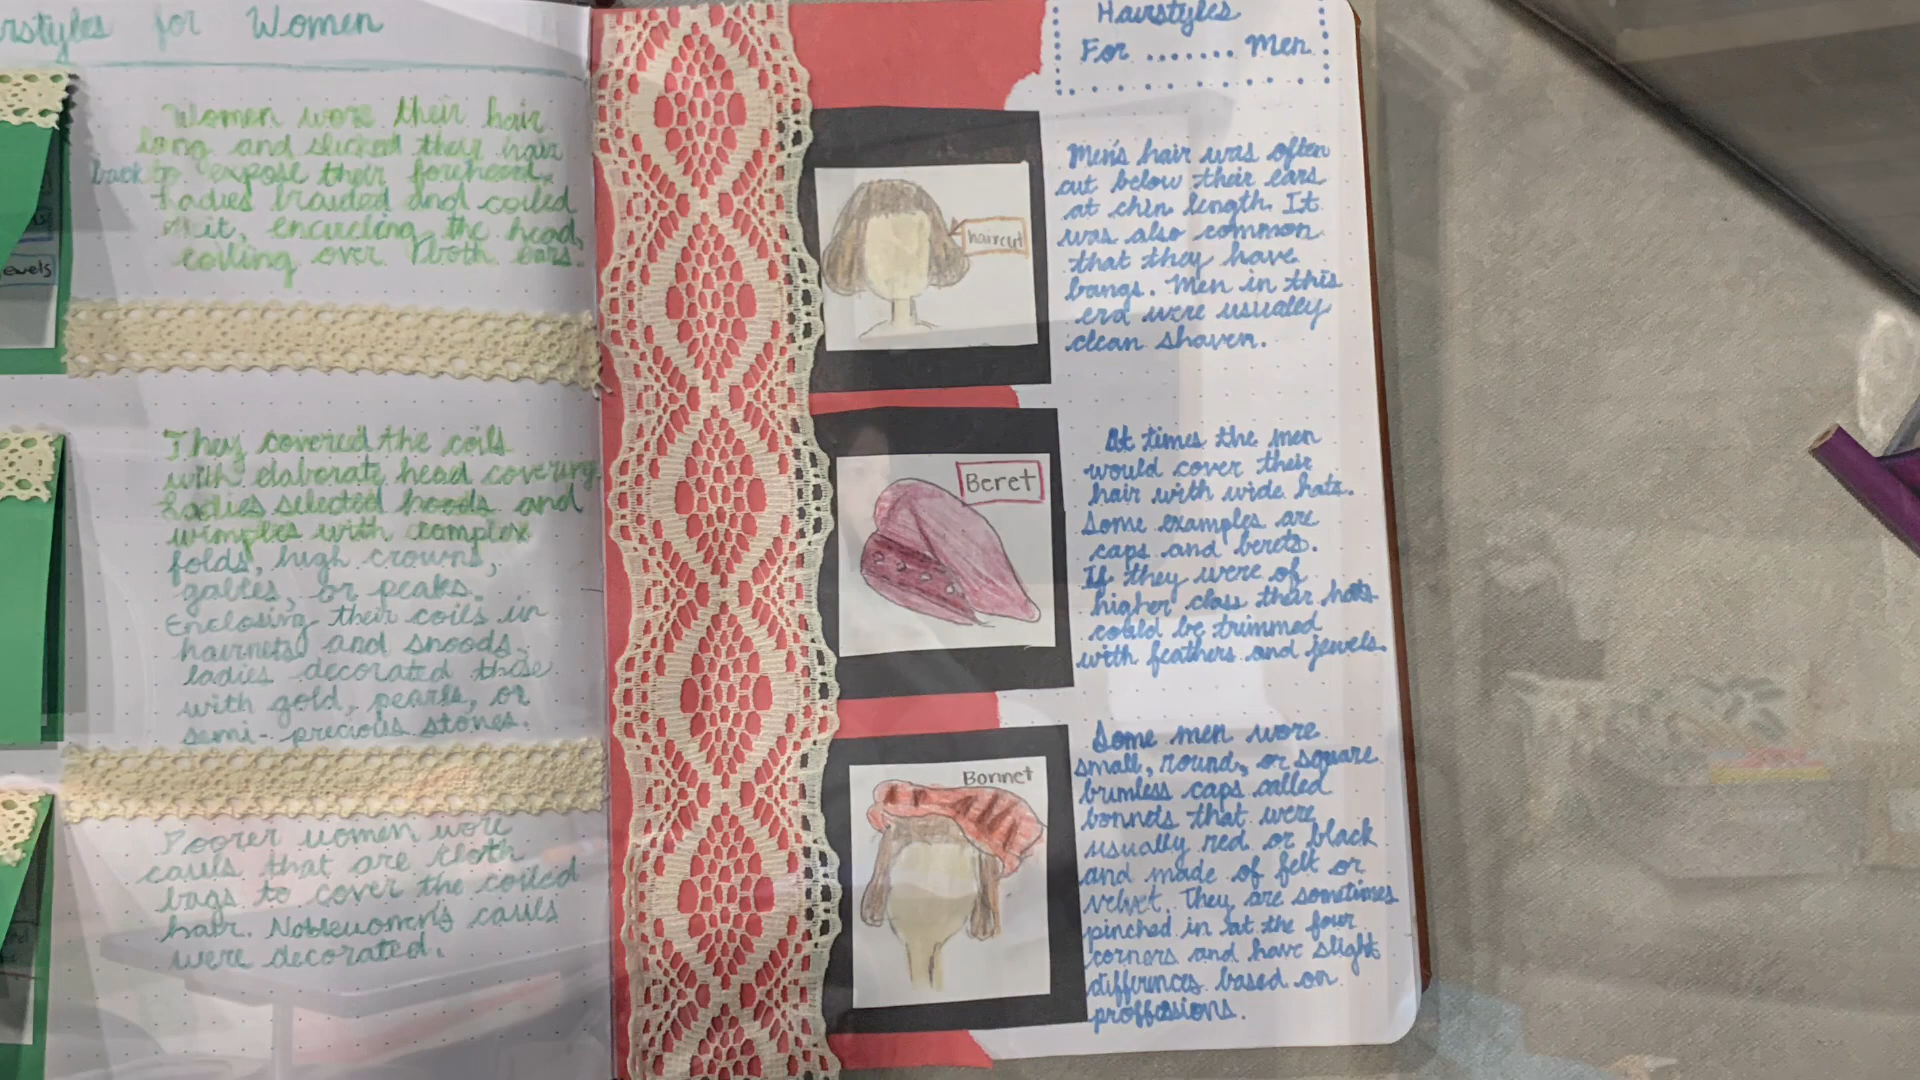 rstyles for Women
Women wore their hair
long and slicked their hair
back to expose their forehead.
Ladies braided and coiled
it, encircling the head,
coiling over both ears.
ewels
They covered the coils
with elaborate head covering.
Ladies selected hoods and
wimples with complex
folds, high crowns,
gables, or peaks.
Enclosing their coils in
hairnets and snoods.
ladies decorated these
with gold, pearls, or
semi-precious stones.
Poorer women wore
cauls that are cloth
bags to cover the coiled
hair. Noblewomen's cauls
were decorated.
Hairstyles
For ....... Men
haircut
Men's hair was often
cut below their ears
at chin length. It
was also common
that they have
bangs. Men in this
era were usually
clean shaven.
Beret
At times the men
would cover their
hair with wide hats.
Some examples are
caps and berets.
If they were of
higher class their hats
could be trimmed
with feathers and jewels.
Bonnet
Some men wore
small, round, or square
brimless caps called
bonnets that were
usually red or black
and made of felt or
velvet. They are sometimes
pinched in at the four
corners and have slight
differences based on
proffessions.